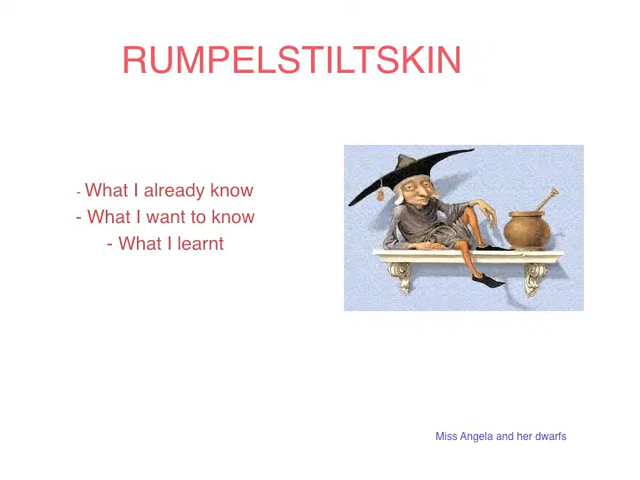 RUMPELSTILTSKIN
- What I already know
- What I want to know
- What I learnt
Miss Angela and her dwarfs